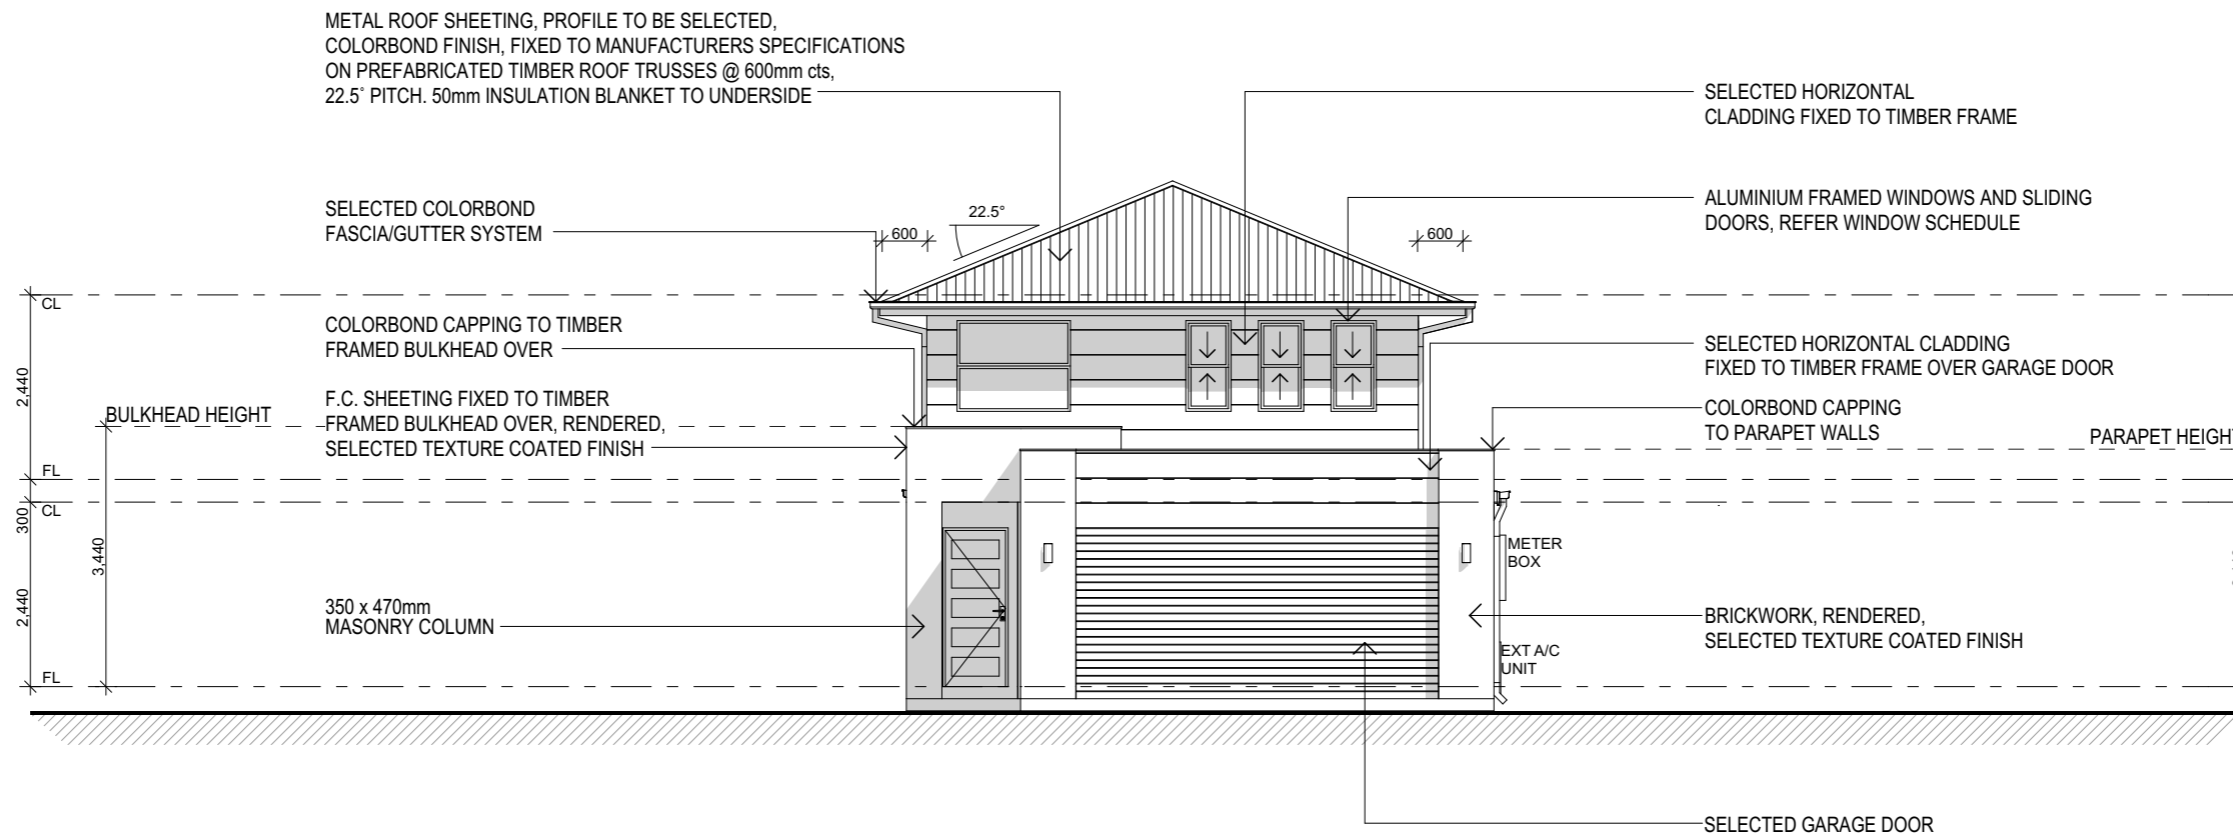 METAL ROOF SHEETING, PROFILE TO BE SELECTED,
COLORBOND FINISH, FIXED TO MANUFACTURERS SPECIFICATIONS
ON PREFABRICATED TIMBER ROOF TRUSSES @ 600mm cts,
22.5° PITCH. 50mm INSULATION BLANKET TO UNDERSIDE
SELECTED HORIZONTAL
CLADDING FIXED TO TIMBER FRAME
SELECTED COLORBOND
FASCIA/GUTTER SYSTEM
22.5°
600
600
ALUMINIUM FRAMED WINDOWS AND SLIDING
DOORS, REFER WINDOW SCHEDULE
CL
COLORBOND CAPPING TO TIMBER
FRAMED BULKHEAD OVER
SELECTED HORIZONTAL CLADDING
FIXED TO TIMBER FRAME OVER GARAGE DOOR
2,440
BULKHEAD HEIGHT
F.C. SHEETING FIXED TO TIMBER
FRAMED BULKHEAD OVER, RENDERED,
SELECTED TEXTURE COATED FINISH
COLORBOND CAPPING
TO PARAPET WALLS
PARAPET HEIGHT
FL
300
CL
3,440
METER
BOX
2,440
350 x 470mm
MASONRY COLUMN
BRICKWORK, RENDERED,
SELECTED TEXTURE COATED FINISH
EXT A/C
UNIT
FL
SELECTED GARAGE DOOR